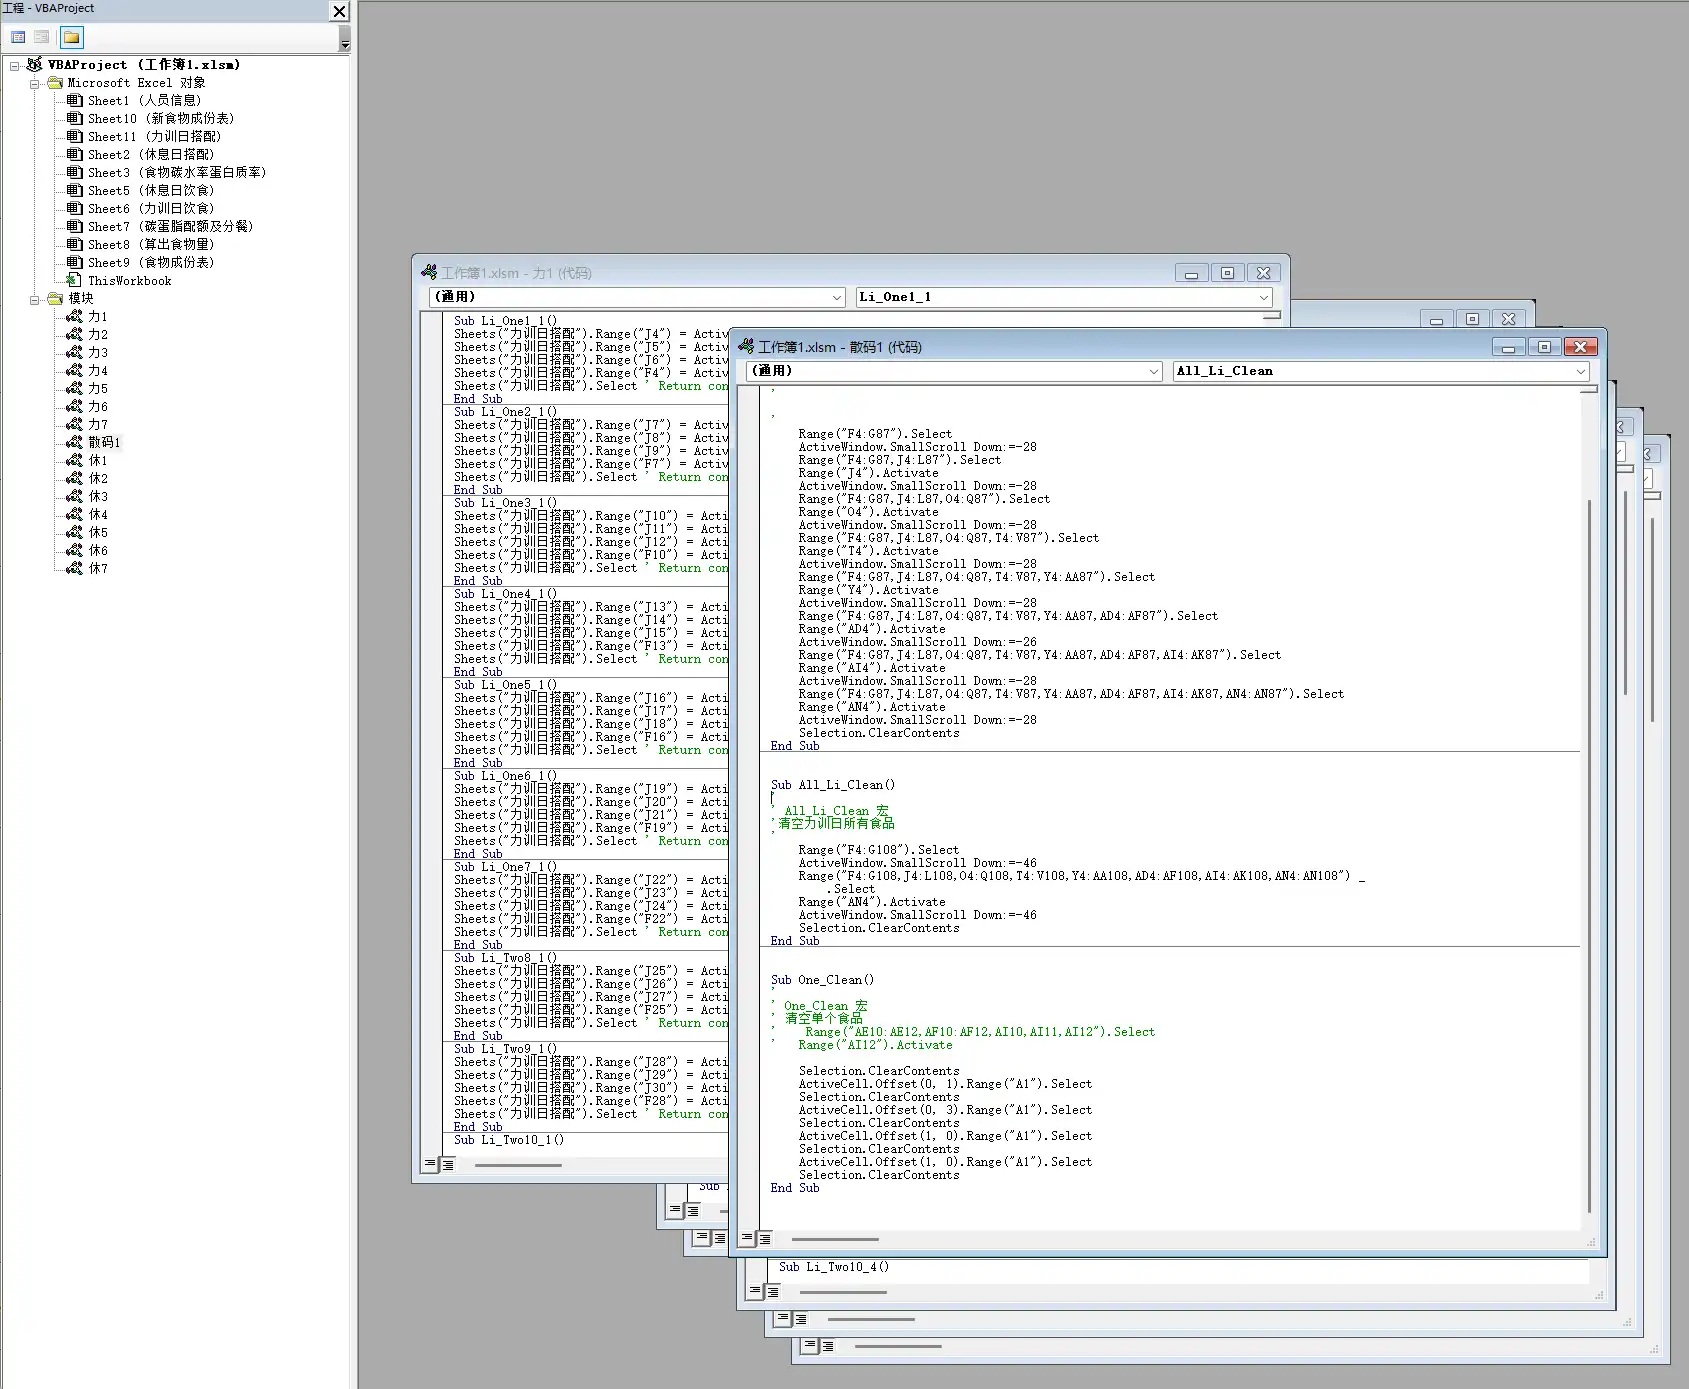 工程 - VBAProject
VBAProject (工作簿1.xlsm)
Microsoft Excel 对象
Sheet1 (人员信息)
Sheet10 (新食物成份表)
Sheet11 (力训日搭配)
Sheet2 (休息日搭配)
Sheet3 (食物碳水率蛋白质率)
Sheet5 (休息日饮食)
Sheet6 (力训日饮食)
Sheet7 (碳蛋脂配额及分餐)
Sheet8 (算出食物量)
Sheet9 (食物成份表)
ThisWorkbook
模块
力1
力2
力3
力4
力5
力6
力7
散码1
休1
休2
休3
休4
休5
休6
休7
工作簿1.xlsm - 力1 (代码)
(通用)
Li_One1_1
Sub Li_One1_1()
Sheets("力训日搭配").Range("J4") = Activ
Sheets("力训日搭配").Range("J5") = Activ
Sheets("力训日搭配").Range("J6") = Activ
Sheets("力训日搭配").Range("F4") = Activ
Sheets("力训日搭配").Select ' Return con
End Sub
Sub Li_One2_1()
Sheets("力训日搭配").Range("J7") = Activ
Sheets("力训日搭配").Range("J8") = Activ
Sheets("力训日搭配").Range("J9") = Activ
Sheets("力训日搭配").Range("F7") = Activ
Sheets("力训日搭配").Select ' Return con
End Sub
Sub Li_One3_1()
Sheets("力训日搭配").Range("J10") = Acti
Sheets("力训日搭配").Range("J11") = Acti
Sheets("力训日搭配").Range("J12") = Acti
Sheets("力训日搭配").Range("F10") = Acti
Sheets("力训日搭配").Select ' Return con
End Sub
Sub Li_One4_1()
Sheets("力训日搭配").Range("J13") = Acti
Sheets("力训日搭配").Range("J14") = Acti
Sheets("力训日搭配").Range("J15") = Acti
Sheets("力训日搭配").Range("F13") = Acti
Sheets("力训日搭配").Select ' Return con
End Sub
Sub Li_One5_1()
Sheets("力训日搭配").Range("J16") = Acti
Sheets("力训日搭配").Range("J17") = Acti
Sheets("力训日搭配").Range("J18") = Acti
Sheets("力训日搭配").Range("F16") = Acti
Sheets("力训日搭配").Select ' Return con
End Sub
Sub Li_One6_1()
Sheets("力训日搭配").Range("J19") = Acti
Sheets("力训日搭配").Range("J20") = Acti
Sheets("力训日搭配").Range("J21") = Acti
Sheets("力训日搭配").Range("F19") = Acti
Sheets("力训日搭配").Select ' Return con
End Sub
Sub Li_One7_1()
Sheets("力训日搭配").Range("J22") = Acti
Sheets("力训日搭配").Range("J23") = Acti
Sheets("力训日搭配").Range("J24") = Acti
Sheets("力训日搭配").Range("F22") = Acti
Sheets("力训日搭配").Select ' Return con
End Sub
Sub Li_Two8_1()
Sheets("力训日搭配").Range("J25") = Acti
Sheets("力训日搭配").Range("J26") = Acti
Sheets("力训日搭配").Range("J27") = Acti
Sheets("力训日搭配").Range("F25") = Acti
Sheets("力训日搭配").Select ' Return con
End Sub
Sub Li_Two9_1()
Sheets("力训日搭配").Range("J28") = Acti
Sheets("力训日搭配").Range("J29") = Acti
Sheets("力训日搭配").Range("J30") = Acti
Sheets("力训日搭配").Range("F28") = Acti
Sheets("力训日搭配").Select ' Return con
End Sub
Sub Li_Two10_1()
Sub
工作簿1.xlsm - 散码1 (代码)
(通用)
All_Li_Clean
'
'
Range("F4:G87").Select
ActiveWindow.SmallScroll Down:=-28
Range("F4:G87,J4:L87").Select
Range("J4").Activate
ActiveWindow.SmallScroll Down:=-28
Range("F4:G87,J4:L87,O4:Q87").Select
Range("O4").Activate
ActiveWindow.SmallScroll Down:=-28
Range("F4:G87,J4:L87,O4:Q87,T4:V87").Select
Range("T4").Activate
ActiveWindow.SmallScroll Down:=-28
Range("F4:G87,J4:L87,O4:Q87,T4:V87,Y4:AA87").Select
Range("Y4").Activate
ActiveWindow.SmallScroll Down:=-28
Range("F4:G87,J4:L87,O4:Q87,T4:V87,Y4:AA87,AD4:AF87").Select
Range("AD4").Activate
ActiveWindow.SmallScroll Down:=-26
Range("F4:G87,J4:L87,O4:Q87,T4:V87,Y4:AA87,AD4:AF87,AI4:AK87").Select
Range("AI4").Activate
ActiveWindow.SmallScroll Down:=-28
Range("F4:G87,J4:L87,O4:Q87,T4:V87,Y4:AA87,AD4:AF87,AI4:AK87,AN4:AN87").Select
Range("AN4").Activate
ActiveWindow.SmallScroll Down:=-28
Selection.ClearContents
End Sub
Sub All_Li_Clean()
'
' All_Li_Clean 宏
'清空力训日所有食品
'
Range("F4:G108").Select
ActiveWindow.SmallScroll Down:=-46
Range("F4:G108,J4:L108,O4:Q108,T4:V108,Y4:AA108,AD4:AF108,AI4:AK108,AN4:AN108") _
.Select
Range("AN4").Activate
ActiveWindow.SmallScroll Down:=-46
Selection.ClearContents
End Sub
Sub One_Clean()
'
' One_Clean 宏
' 清空单个食品
' Range("AE10:AE12,AF10:AF12,AI10,AI11,AI12").Select
' Range("AI12").Activate
Selection.ClearContents
ActiveCell.Offset(0, 1).Range("A1").Select
Selection.ClearContents
ActiveCell.Offset(0, 3).Range("A1").Select
Selection.ClearContents
ActiveCell.Offset(1, 0).Range("A1").Select
Selection.ClearContents
ActiveCell.Offset(1, 0).Range("A1").Select
Selection.ClearContents
End Sub
Sub Li_Two10_4()